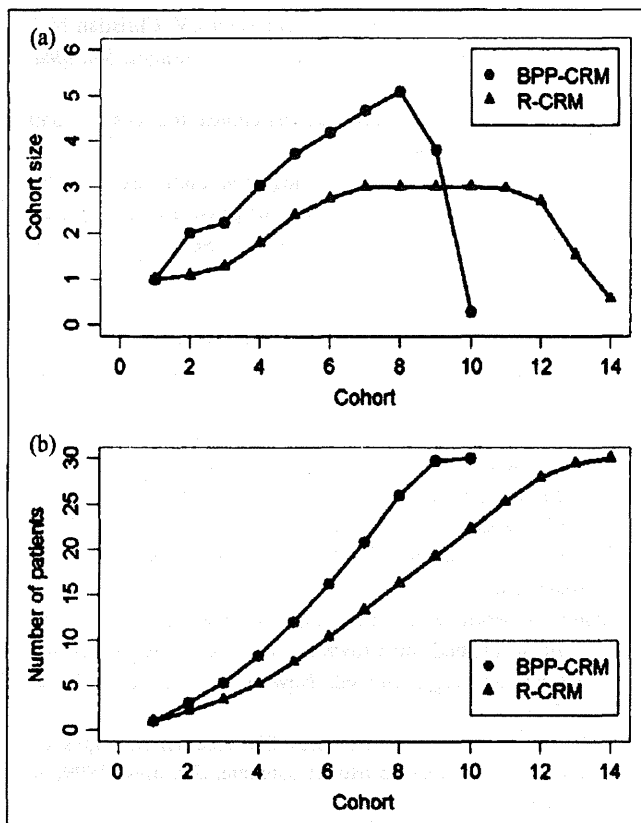 (a)
6
5
4
3
2
1
0
Cohort size
BPP-CRM
R-CRM
0 2 4 6 8 10 12 14
Cohort
(b)
30
25
20
15
10
5
0
Number of patients
BPP-CRM
R-CRM
0 2 4 6 8 10 12 14
Cohort